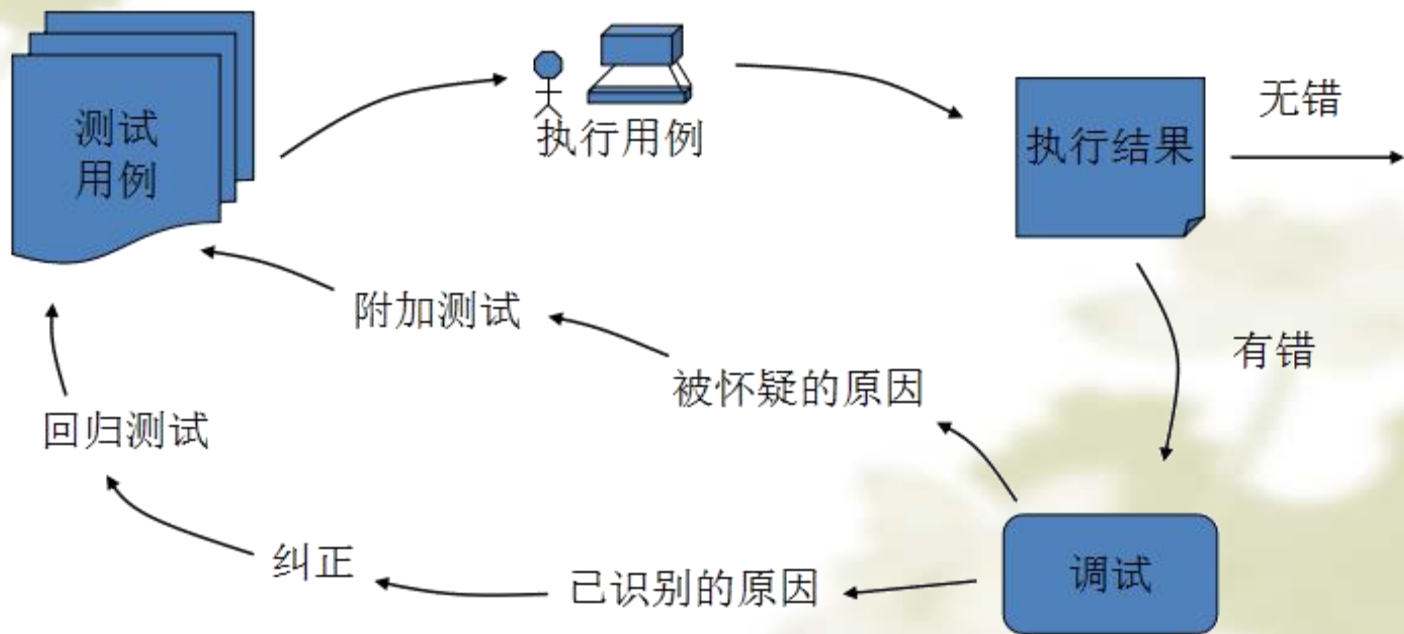 测试
用例
执行用例
执行结果
无错
有错
附加测试
被怀疑的原因
回归测试
纠正
已识别的原因
调试